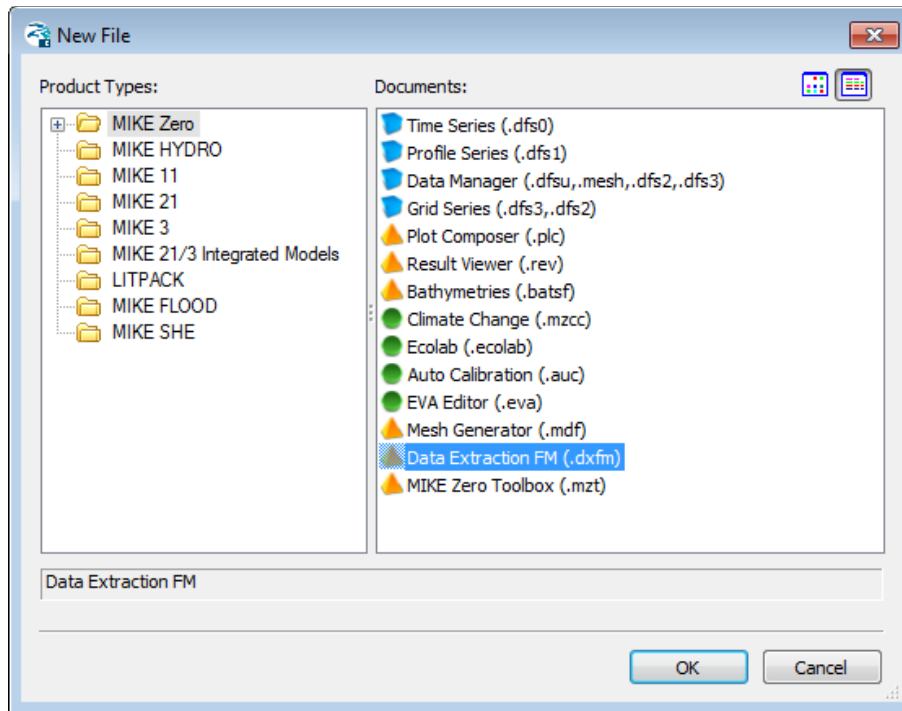 New File
Product Types:
Documents:
MIKE Zero
MIKE HYDRO
MIKE 11
MIKE 21
MIKE 3
MIKE 21/3 Integrated Models
LITPACK
MIKE FLOOD
MIKE SHE
Time Series (.dfs0)
Profile Series (.dfs1)
Data Manager (.dfsu,.mesh,.dfs2,.dfs3)
Grid Series (.dfs3,.dfs2)
Plot Composer (.plc)
Result Viewer (.rev)
Bathymetries (.batsf)
Climate Change (.mzcc)
Ecolab (.ecolab)
Auto Calibration (.auc)
EVA Editor (.eva)
Mesh Generator (.mdf)
Data Extraction FM (.dxfm)
MIKE Zero Toolbox (.mzt)
Data Extraction FM
OK
Cancel